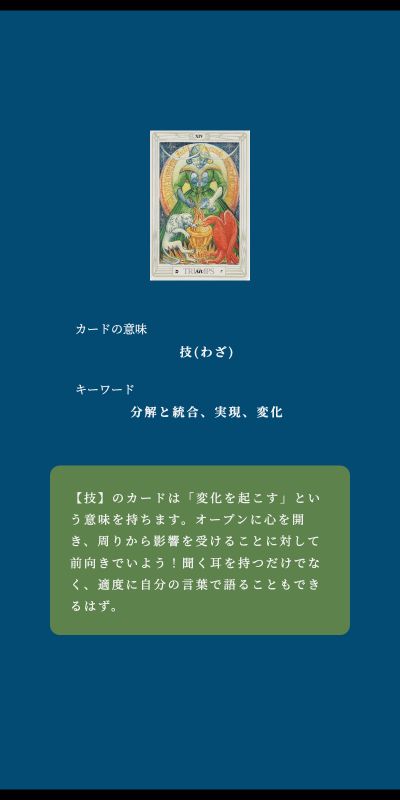 XIV
TRUMPS
カードの意味
技(わざ)
キーワード
分解と統合、実現、変化
【技】のカードは「変化を起こす」とい
う意味を持ちます。オープンに心を開
き、周りから影響を受けることに対して
前向きでいよう！聞く耳を持つだけでな
く、適度に自分の言葉で語ることもでき
るはず。